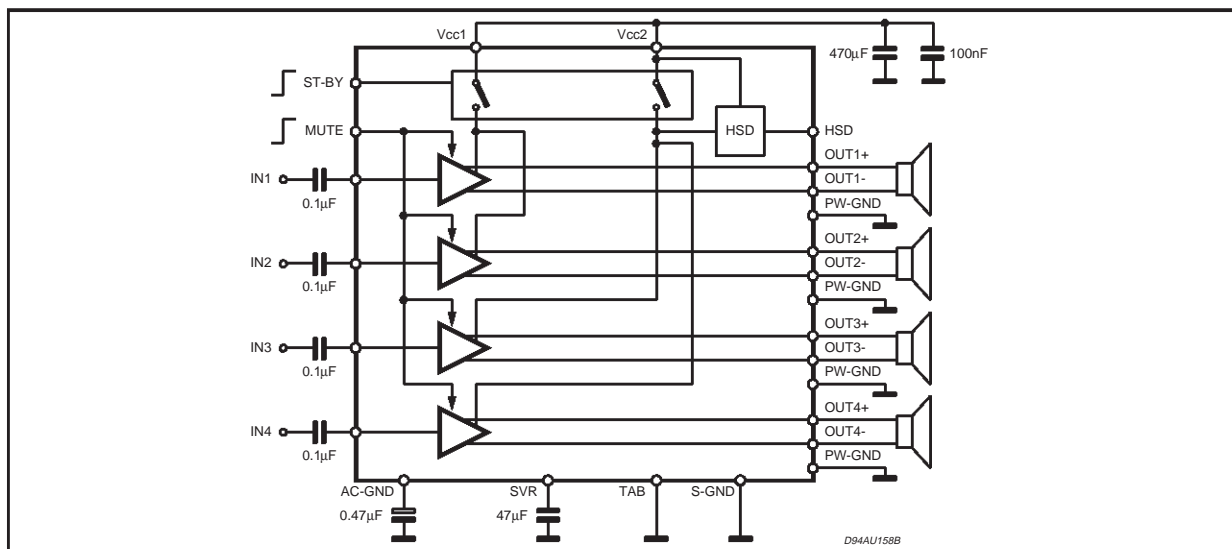 Vcc1
Vcc2
470µF
100nF
ST-BY
MUTE
HSD
HSD
OUT1+
OUT1-
PW-GND
IN1
0.1µF
OUT2+
OUT2-
PW-GND
IN2
0.1µF
OUT3+
OUT3-
PW-GND
IN3
0.1µF
OUT4+
OUT4-
PW-GND
IN4
0.1µF
AC-GND
SVR
TAB
S-GND
0.47µF
47µF
D94AU158B